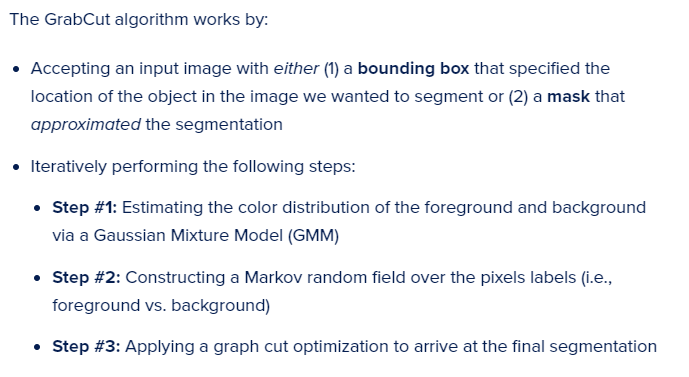 The GrabCut algorithm works by:
• Accepting an input image with either (1) a bounding box that specified the
location of the object in the image we wanted to segment or (2) a mask that
approximated the segmentation
• Iteratively performing the following steps:
• Step #1: Estimating the color distribution of the foreground and background
via a Gaussian Mixture Model (GMM)
• Step #2: Constructing a Markov random field over the pixels labels (i.e.,
foreground vs. background)
• Step #3: Applying a graph cut optimization to arrive at the final segmentation